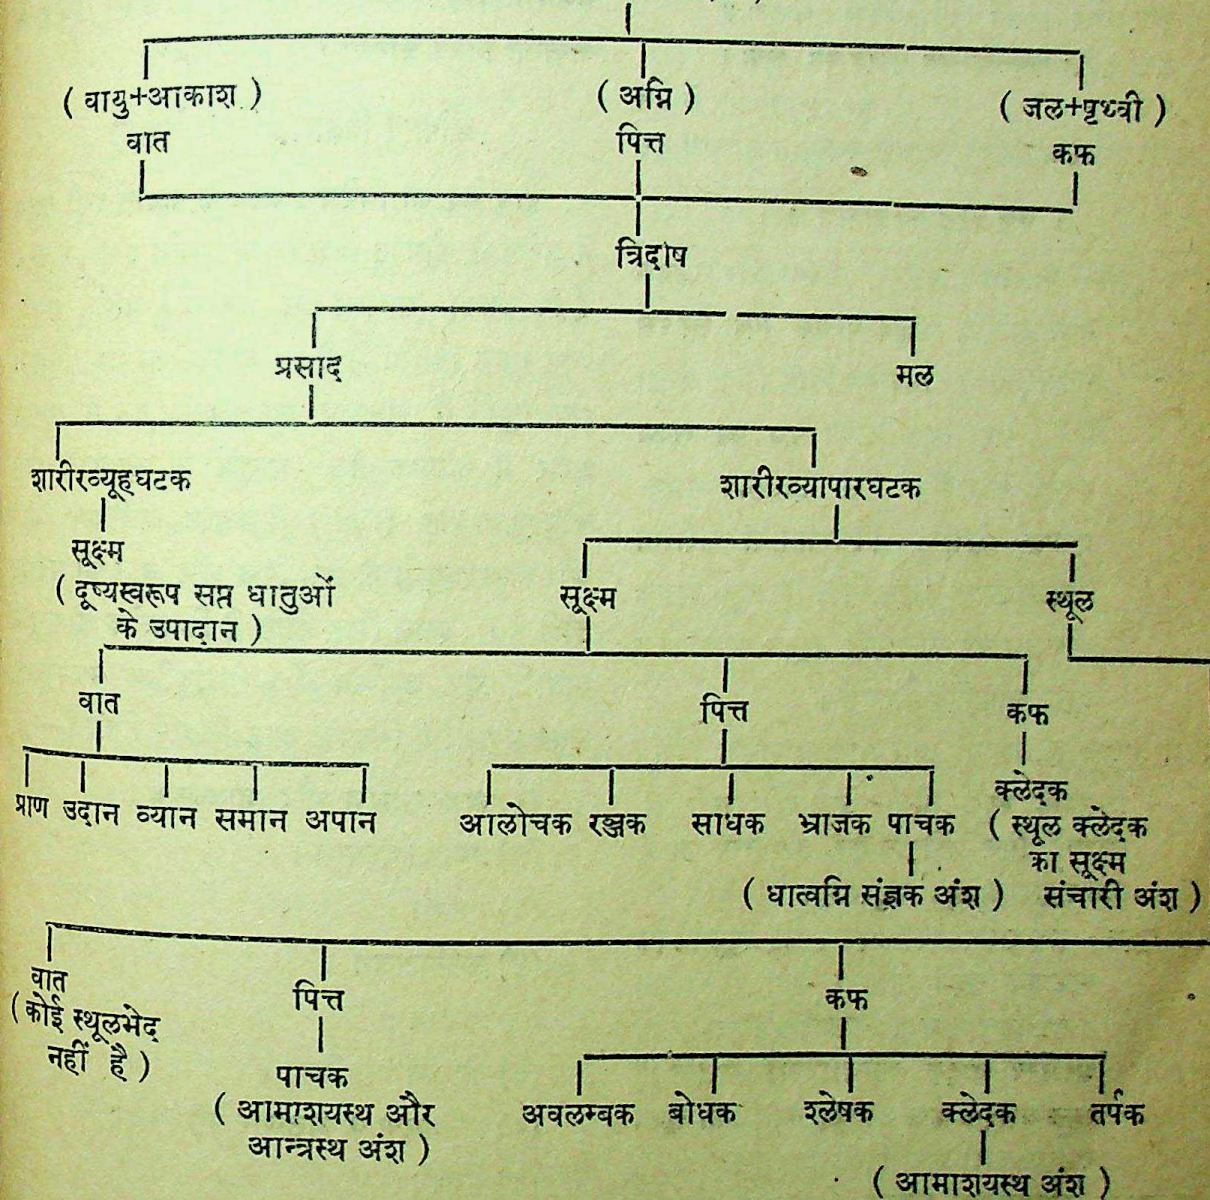 ( वायु+आकाश ) ( अग्नि ) ( जल+पृथ्वी )
वात पित्त कफ
त्रिदोष
प्रसाद मल
शारीरव्यूहघटक शारीरव्यापारघटक
सूक्ष्म
( दूष्यस्वरूप सप्त धातुओं सूक्ष्म स्थूल
के उपादान )
वात पित्त कफ
प्राण उदान व्यान समान अपान आलोचक रञ्जक साधक भ्राजक पाचक क्लेदक
( स्थूल क्लेदक
का सूक्ष्म
( धात्वग्नि संज्ञक अंश ) संचारी अंश )
वात पित्त कफ
( कोई स्थूलभेद
नहीं है )
पाचक
( आमाशयस्थ और अवलम्बक बोधक श्लेषक क्लेदक तर्पक
आन्त्रस्थ अंश )
( आमाशयस्थ अंश )